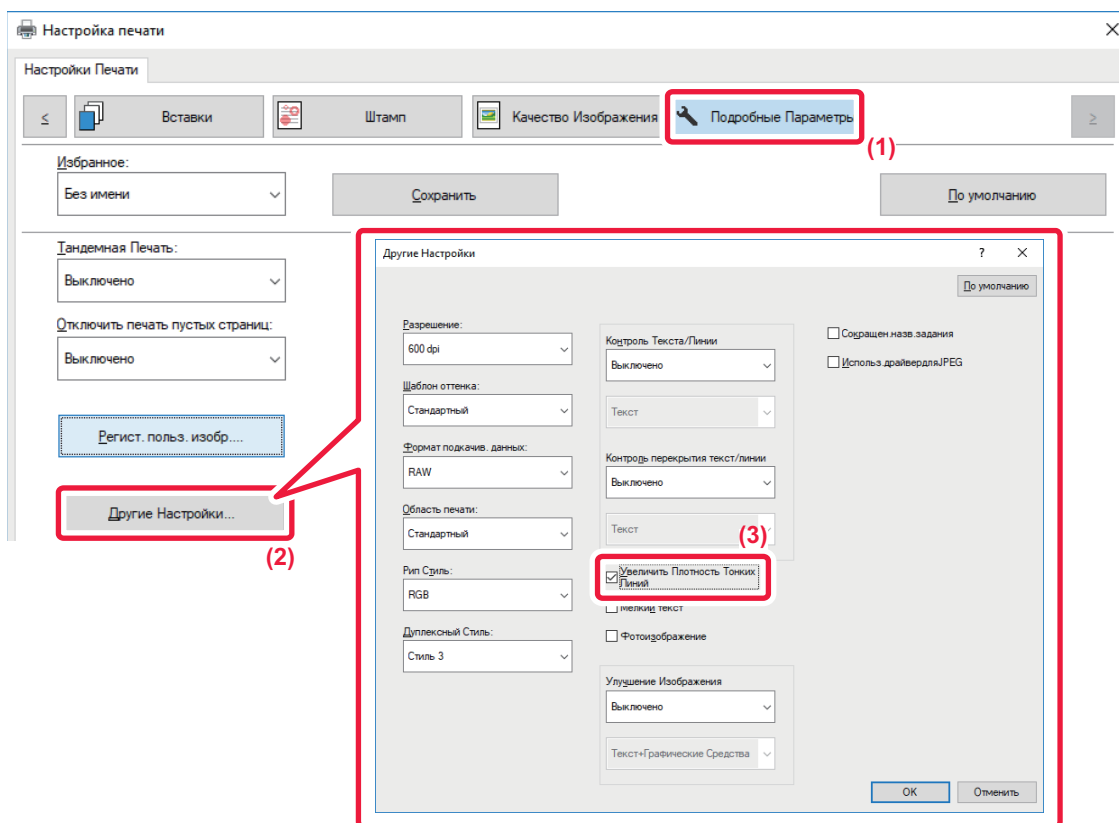 Настройка печати
Настройки Печати
<
Вставки
Штамп
Качество Изображения
Подробные Параметры
>
(1)
Избранное:
Без имени
Сохранить
По умолчанию
Тандемная Печать:
Выключено
Отключить печать пустых страниц:
Выключено
Регист. польз. изобр....
Другие Настройки...
(2)
Другие Настройки
?
По умолчанию
Разрешение:
600 dpi
Шаблон оттенка:
Стандартный
Формат подкачив. данных:
RAW
Область печати:
Стандартный
Рип Стиль:
RGB
Дуплексный Стиль:
Стиль 3
Контроль Текста/Линии
Выключено
Текст
Контроль перекрытия текст/линии
Выключено
Текст
(3)
Увеличить Плотность Тонких
Линий
Мелкий текст
Фотоизображение
Улучшение Изображения
Выключено
Текст+Графические Средства
Сокращен.назв.задания
Использ.драйвердляJPEG
OK
Отменить